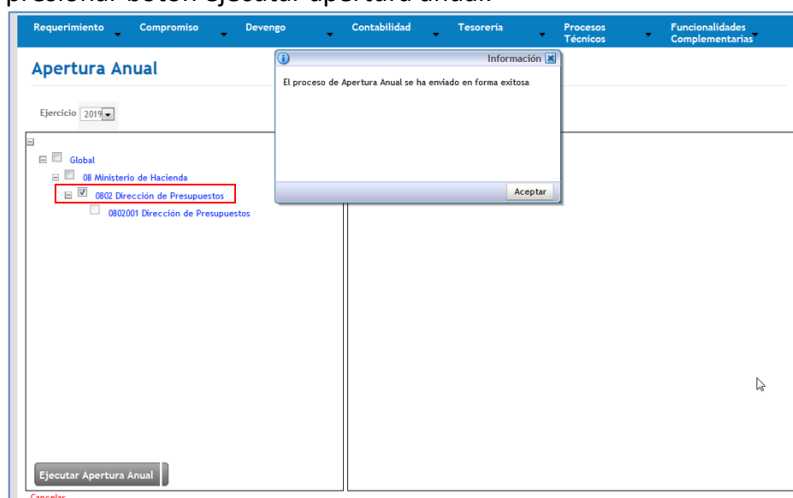 presionar botón ejecutar apertura anual.
Requerimiento Compromiso Devengo Contabilidad Tesorería Procesos Técnicos Funcionalidades Complementarias
Apertura Anual
Información
El proceso de Apertura Anual se ha enviado en forma exitosa
Ejercicio 2019
Global
08 Ministerio de Hacienda
0802 Dirección de Presupuestos
Aceptar
0802001 Dirección de Presupuestos
Ejecutar Apertura Anual
Cancelar